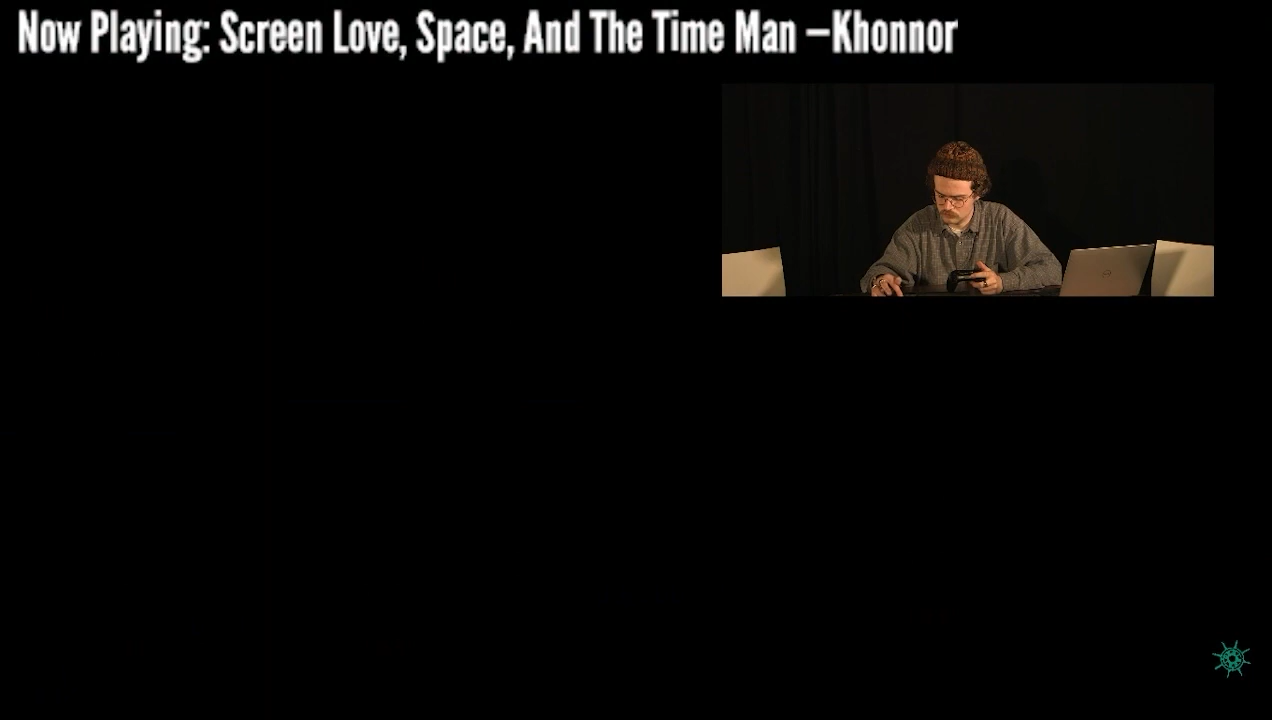 Now Playing: Screen Love, Space, And The Time Man –Khonnor